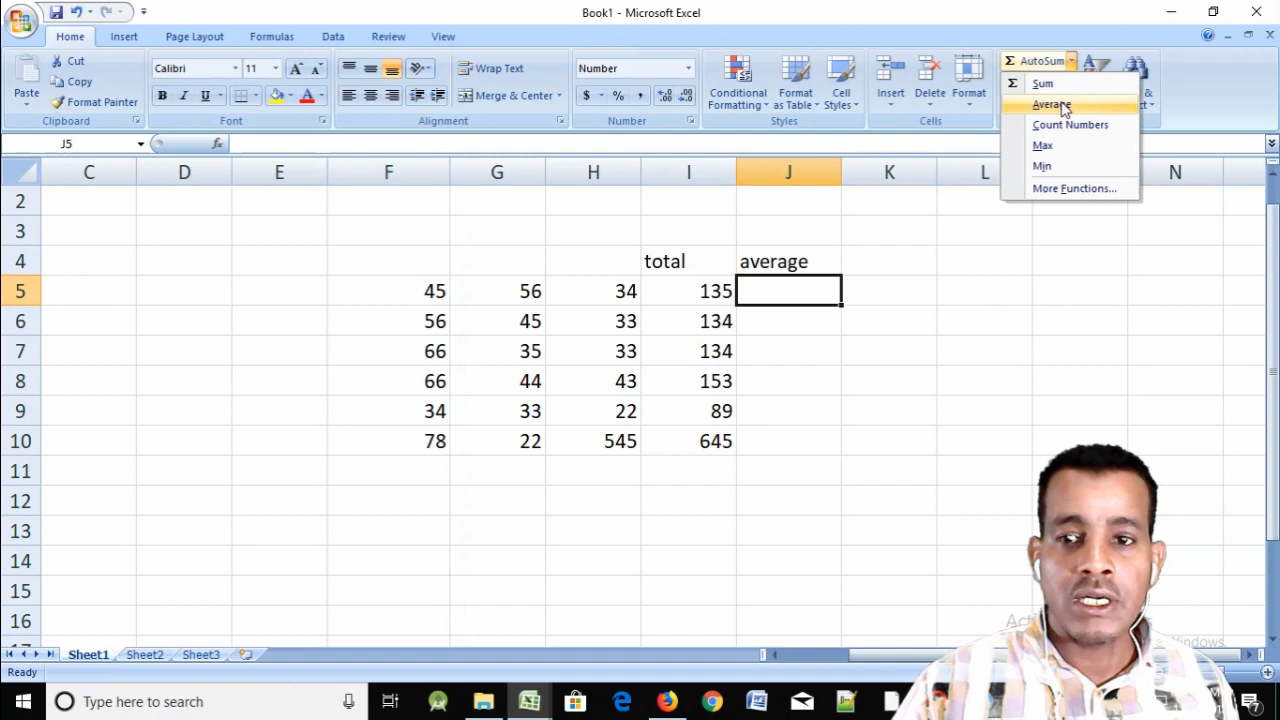 Book1 - Microsoft Excel
Home Insert Page Layout Formulas Data Review View
Paste
Cut
Copy
Format Painter
Clipboard
Calibri 11
B I U
Font
Wrap Text
Merge & Center
Alignment
Number
$ % ,
Number
Conditional Formatting
Format as Table
Cell Styles
Styles
Insert
Delete
Format
Cells
Σ AutoSum
Σ Sum
Average
Count Numbers
Max
Min
More Functions...
J5
fx
C D E F G H I J K L N
2
3
4 total average
5 45 56 34 135
6 56 45 33 134
7 66 35 33 134
8 66 44 43 153
9 34 33 22 89
10 78 22 545 645
11
12
13
14
15
16
Sheet1 Sheet2 Sheet3
Ready
Type here to search